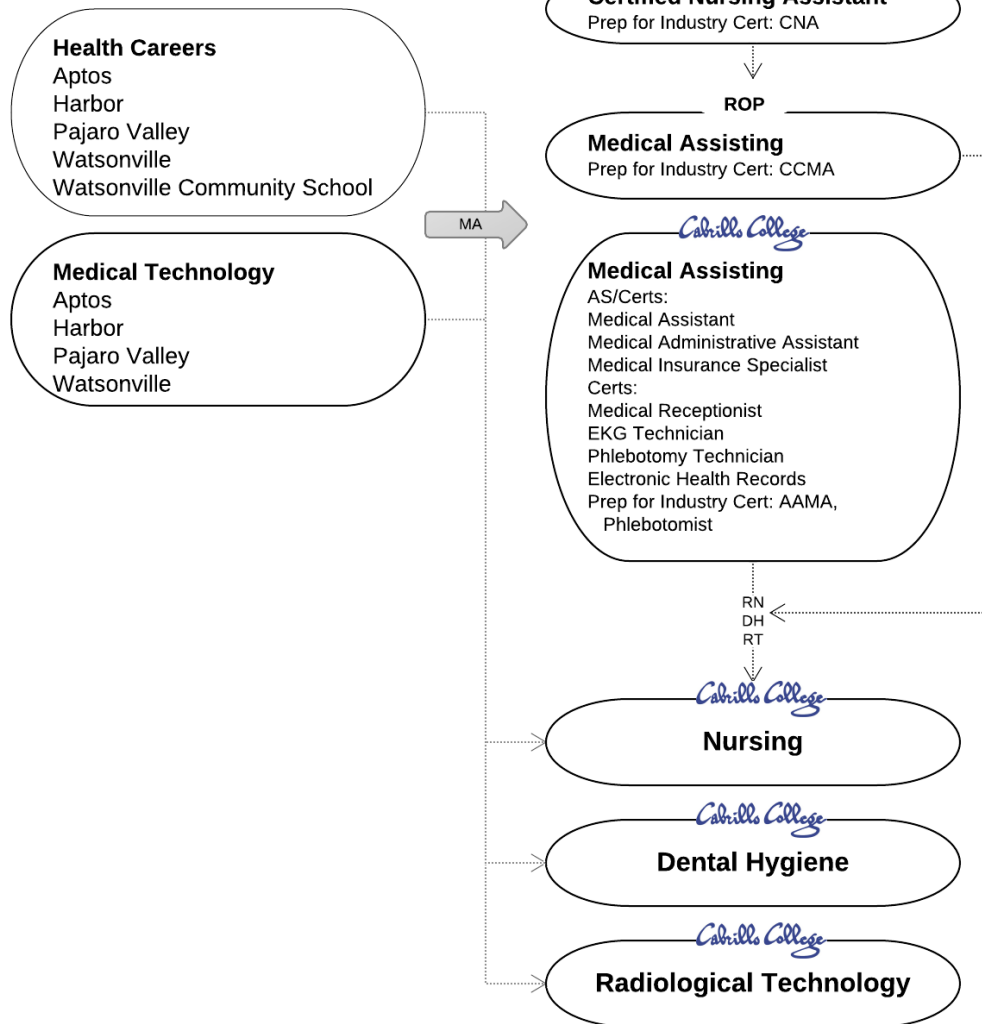 Health Careers
Aptos
Harbor
Pajaro Valley
Watsonville
Watsonville Community School
Medical Technology
Aptos
Harbor
Pajaro Valley
Watsonville
MA
Certified Nursing Assistant
Prep for Industry Cert: CNA
ROP
Medical Assisting
Prep for Industry Cert: CCMA
Cabrillo College
Medical Assisting
AS/Certs:
Medical Assistant
Medical Administrative Assistant
Medical Insurance Specialist
Certs:
Medical Receptionist
EKG Technician
Phlebotomy Technician
Electronic Health Records
Prep for Industry Cert: AAMA,
Phlebotomist
RN
DH
RT
Cabrillo College
Nursing
Cabrillo College
Dental Hygiene
Cabrillo College
Radiological Technology